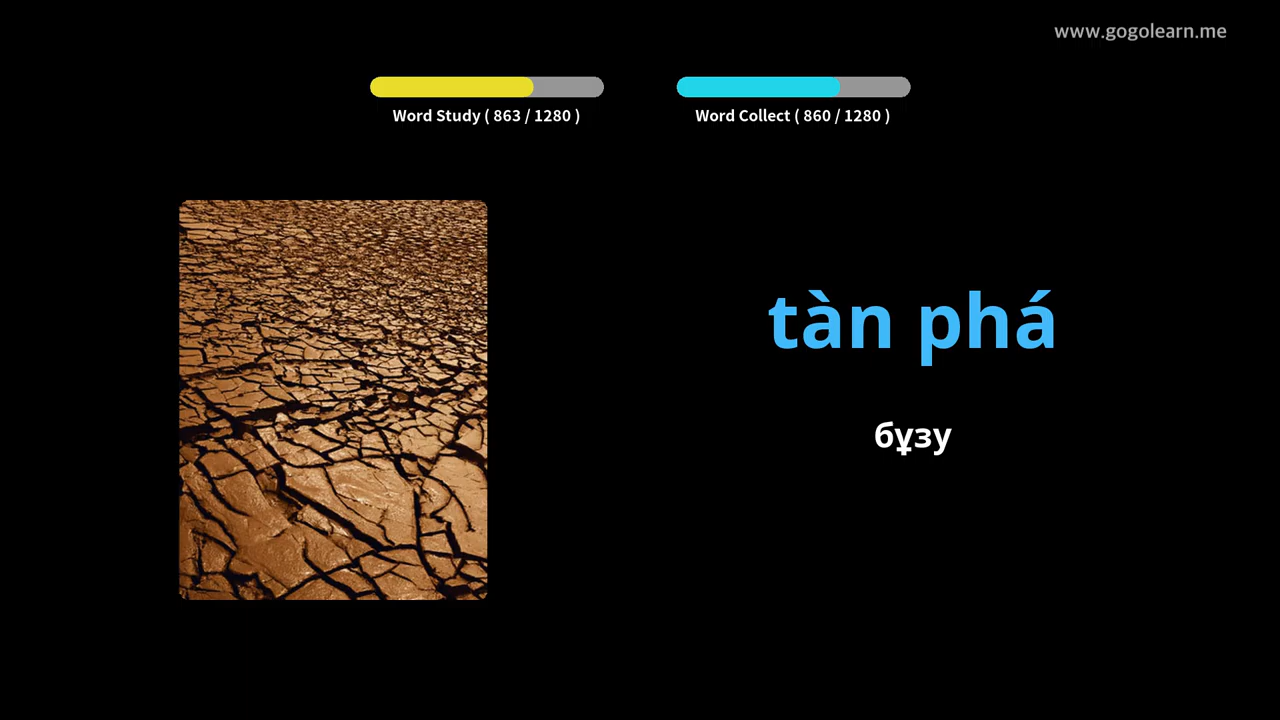 www.gogolearn.me
Word Study ( 863 / 1280 )
Word Collect ( 860 / 1280 )
tàn phá
бұзу